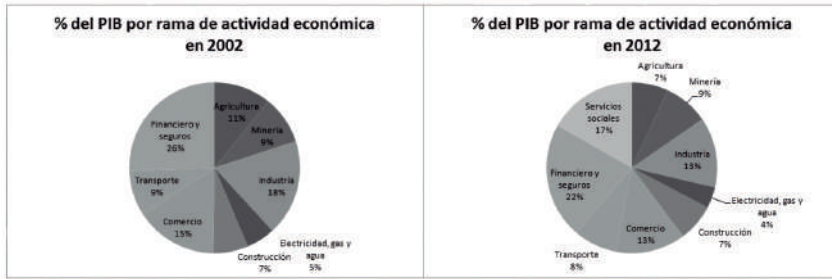 % del PIB por rama de actividad económica
en 2002
Agricultura
11%
Minería
9%
Industria
18%
Electricidad, gas y
agua
5%
Construcción
7%
Comercio
15%
Transporte
9%
Financiero y
seguros
26%
% del PIB por rama de actividad económica
en 2012
Agricultura
7%
Minería
9%
Industria
13%
Electricidad, gas y
agua
4%
Construcción
7%
Comercio
13%
Transporte
8%
Financiero y
seguros
22%
Servicios
sociales
17%